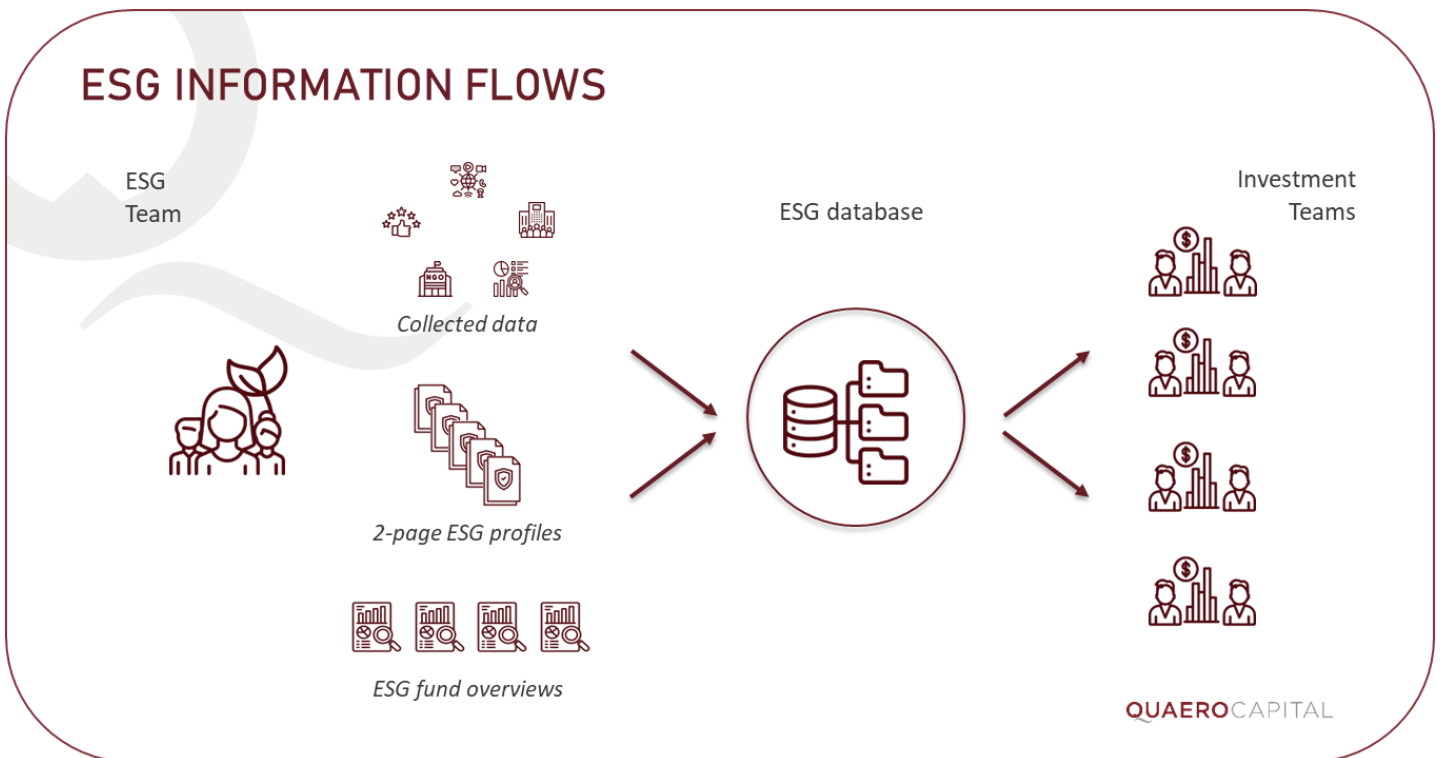 ESG INFORMATION FLOWS
ESG
Team
NGO
Collected data
2-page ESG profiles
ESG fund overviews
ESG database
Investment
Teams
$
$
$
$
QUAEROCAPITAL